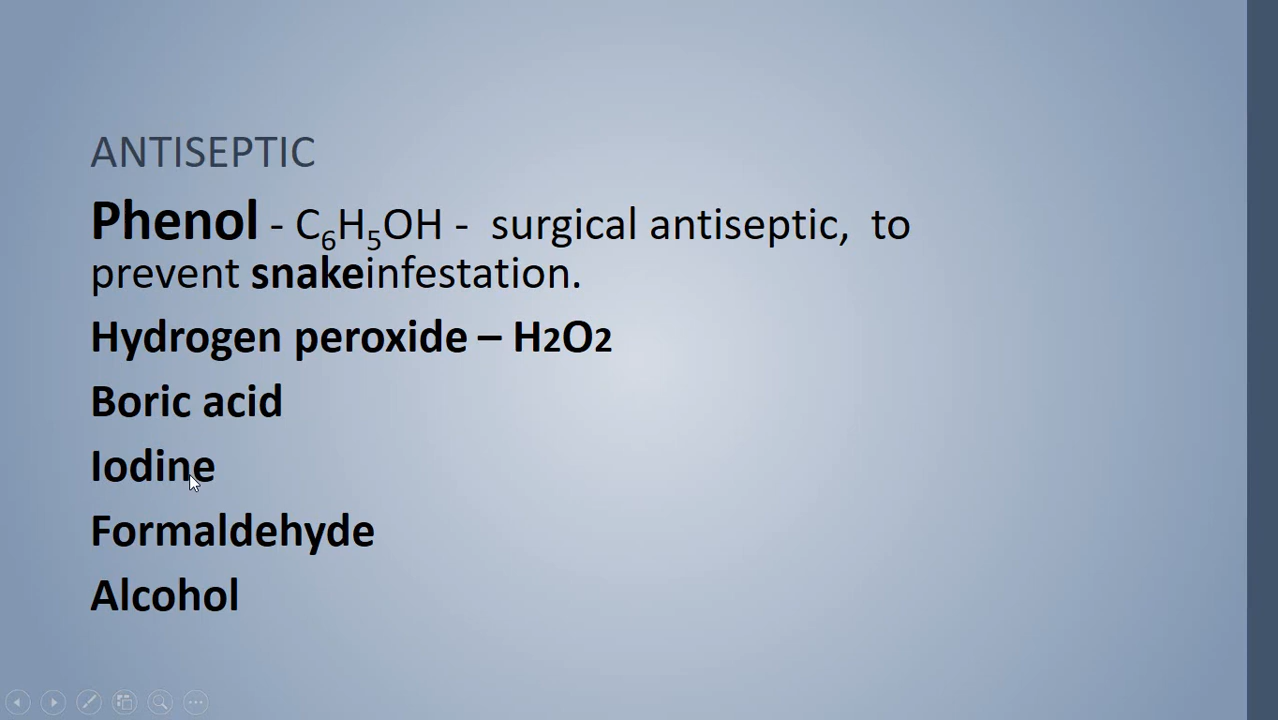 ANTISEPTIC
Phenol - C₆H₅OH - surgical antiseptic, to
prevent snakeinfestation.
Hydrogen peroxide – H2O2
Boric acid
Iodine
Formaldehyde
Alcohol